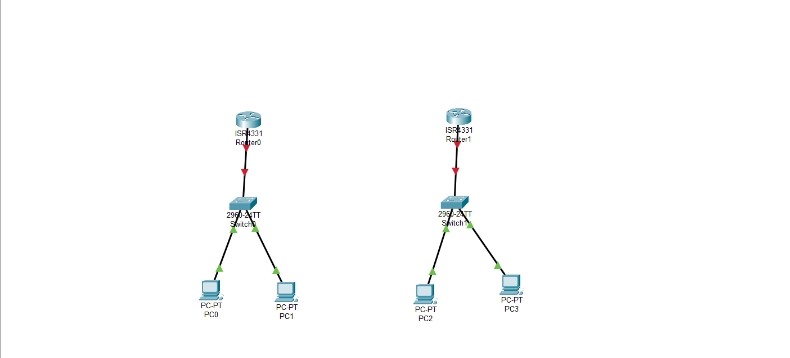 ISR4331
Router0
ISR4331
Router1
2960-24TT
Switch0
2960-24TT
Switch1
PC-PT
PC0
PC-PT
PC1
PC-PT
PC2
PC-PT
PC3